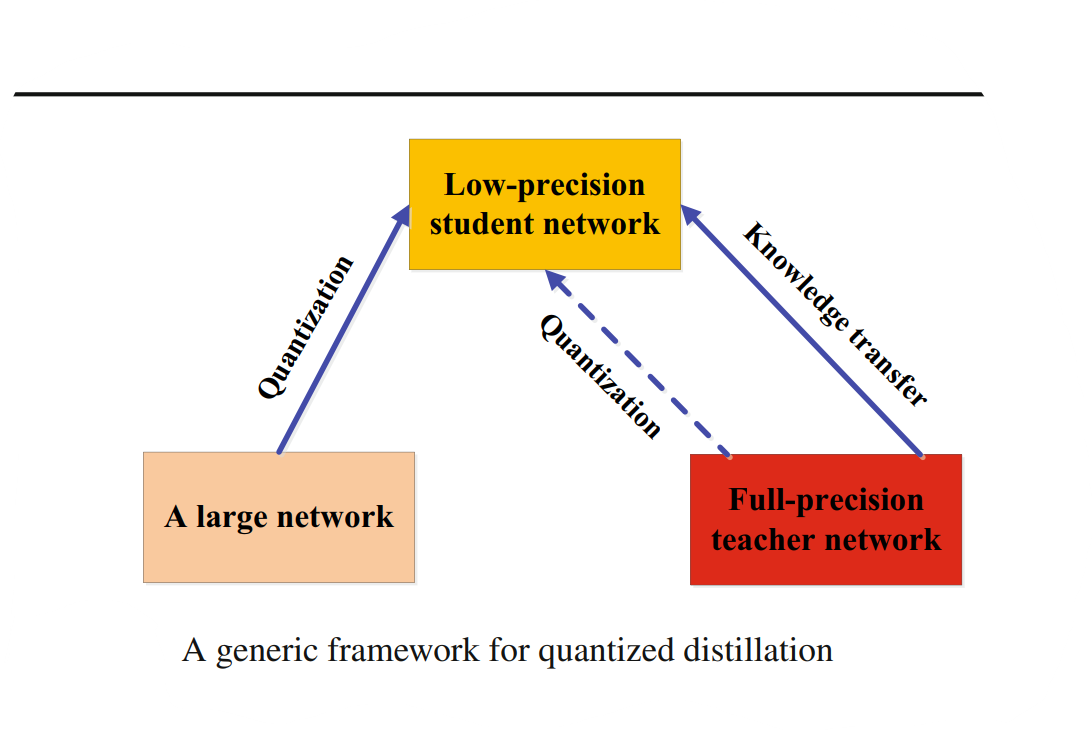 Low-precision
student network
Quantization
Quantization
Knowledge transfer
A large network
Full-precision
teacher network
A generic framework for quantized distillation